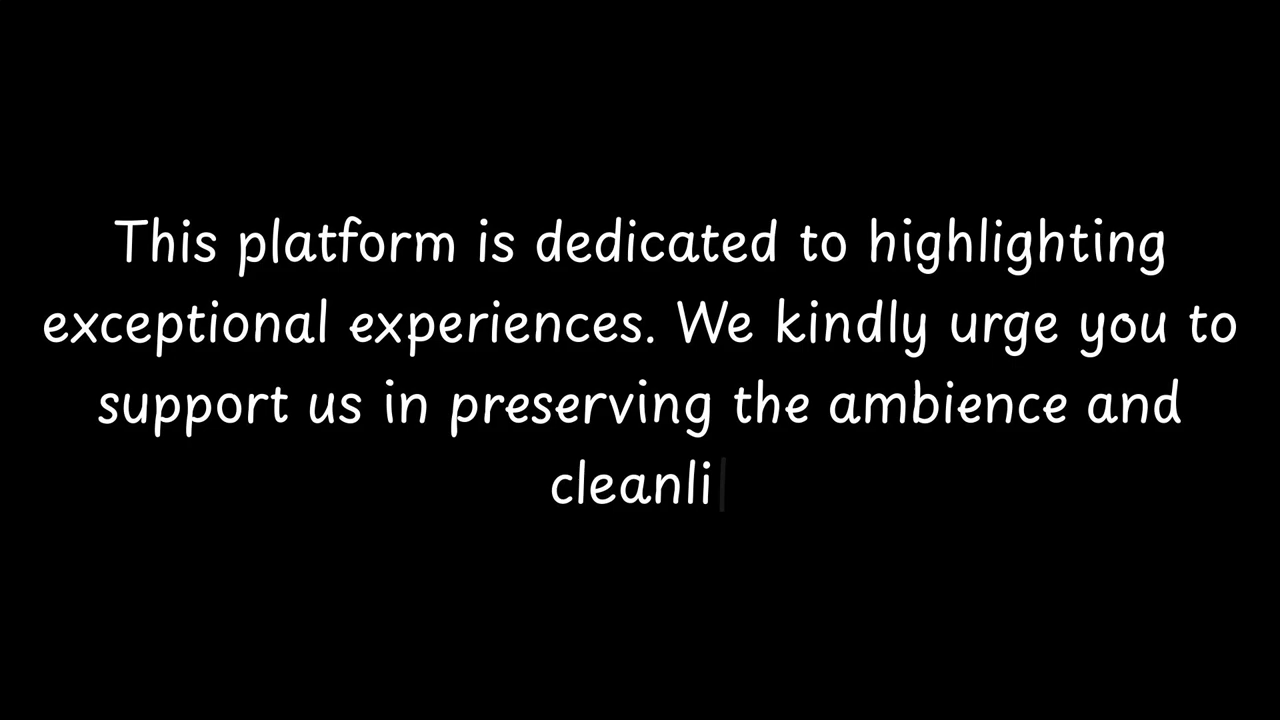 This platform is dedicated to highlighting
exceptional experiences. We kindly urge you to
support us in preserving the ambience and
cleanli